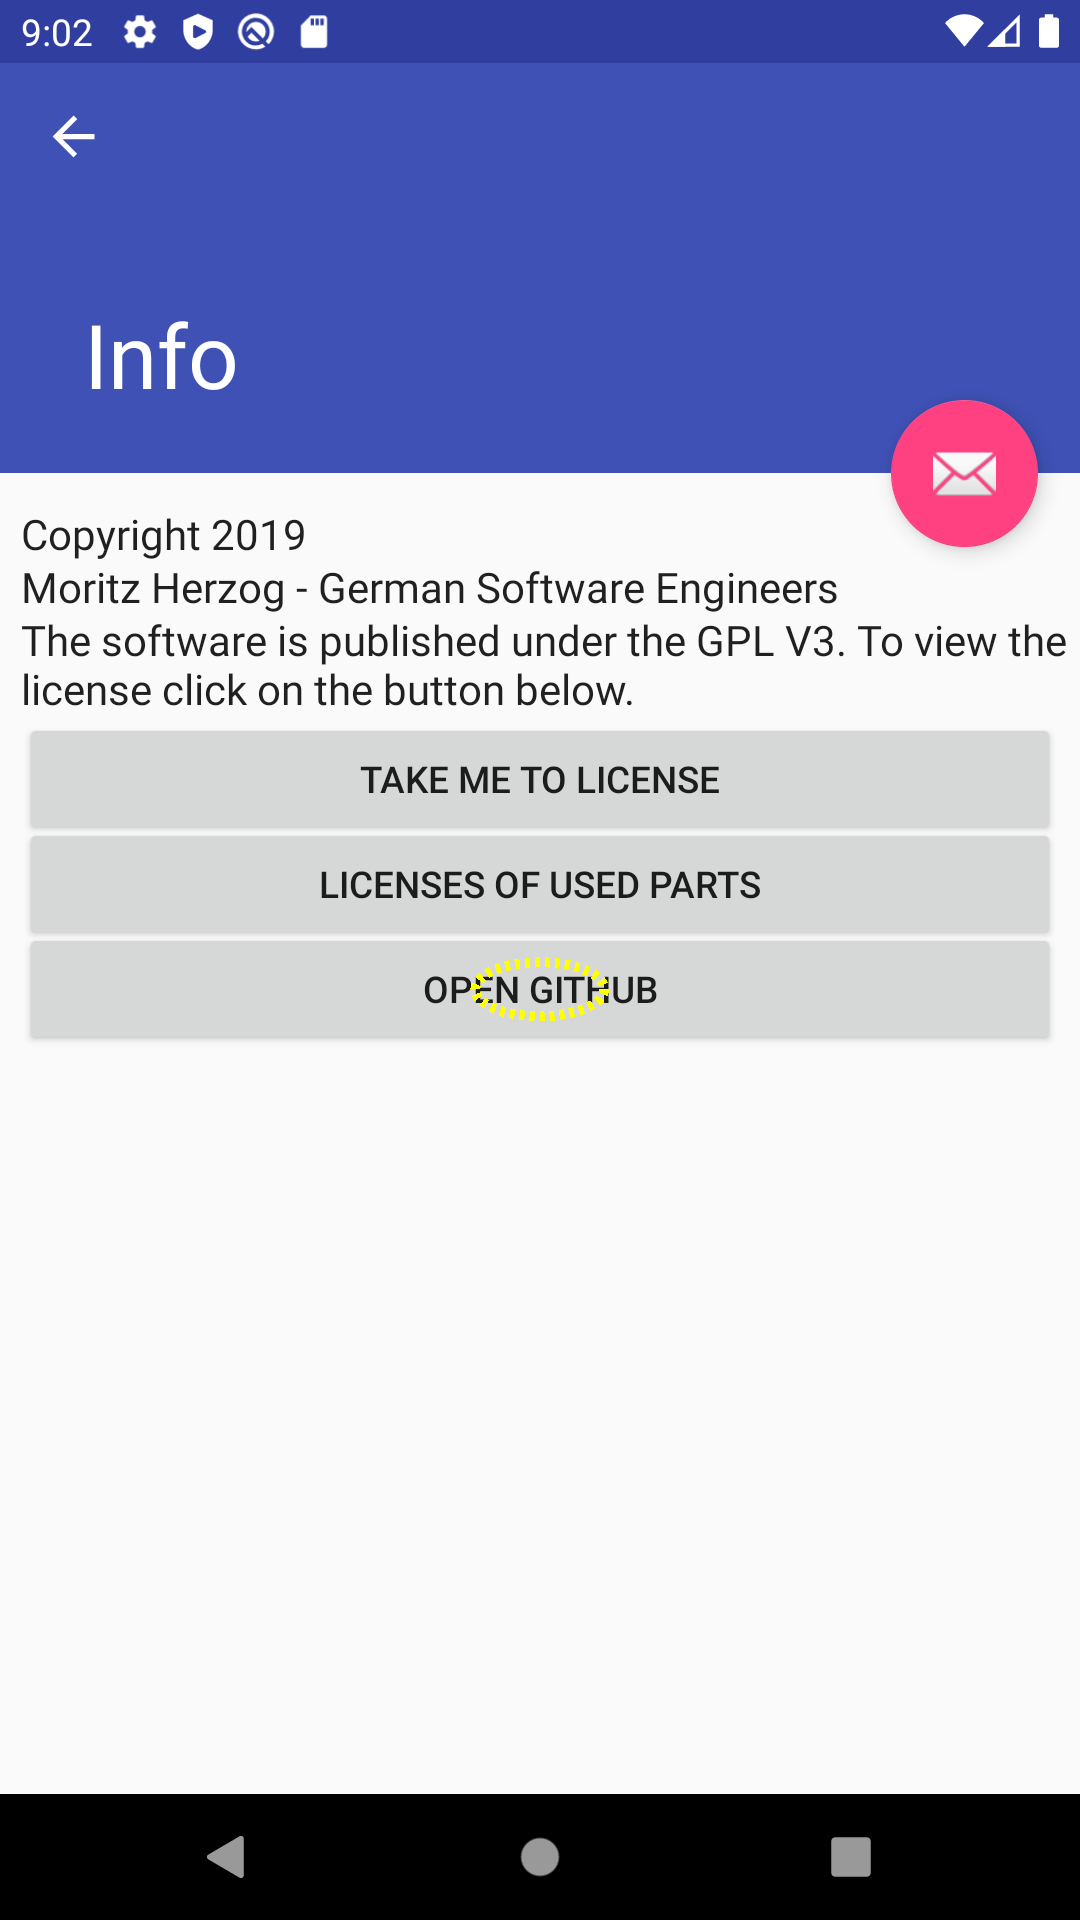 9:02
Info
Copyright 2019
Moritz Herzog - German Software Engineers
The software is published under the GPL V3. To view the
license click on the button below.
TAKE ME TO LICENSE
LICENSES OF USED PARTS
OPEN GITHUB